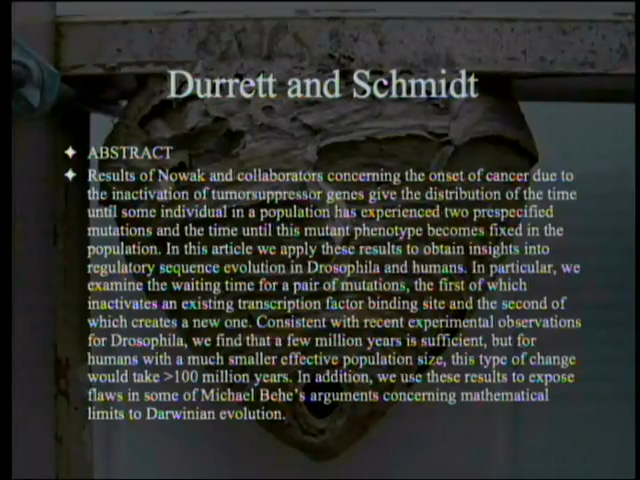 Durrett and Schmidt
ABSTRACT
Results of Nowak and collaborators concerning the onset of cancer due to
the inactivation of tumorsuppressor genes give the distribution of the time
until some individual in a population has experienced two prespecified
mutations and the time until this mutant phenotype becomes fixed in the
population. In this article we apply these results to obtain insights into
regulatory sequence evolution in Drosophila and humans. In particular, we
examine the waiting time for a pair of mutations, the first of which
inactivates an existing transcription factor binding site and the second of
which creates a new one. Consistent with recent experimental observations
for Drosophila, we find that a few million years is sufficient, but for
humans with a much smaller effective population size, this type of change
would take >100 million years. In addition, we use these results to expose
flaws in some of Michael Behe's arguments concerning mathematical
limits to Darwinian evolution.